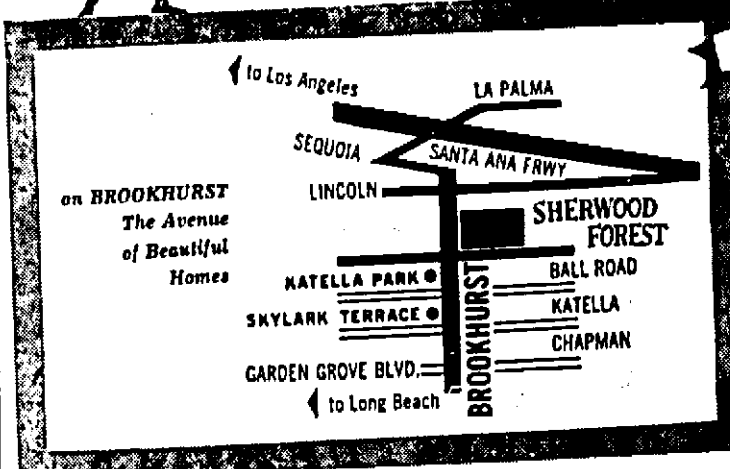 to Los Angeles
LA PALMA
SEQUOIA
SANTA ANA FRWY
on BROOKHURST
The Avenue
of Beautiful
Homes
LINCOLN
SHERWOOD
FOREST
KATELLA PARK
BALL ROAD
SKYLARK TERRACE
KATELLA
CHAPMAN
BROOKHURST
GARDEN GROVE BLVD.
to Long Beach